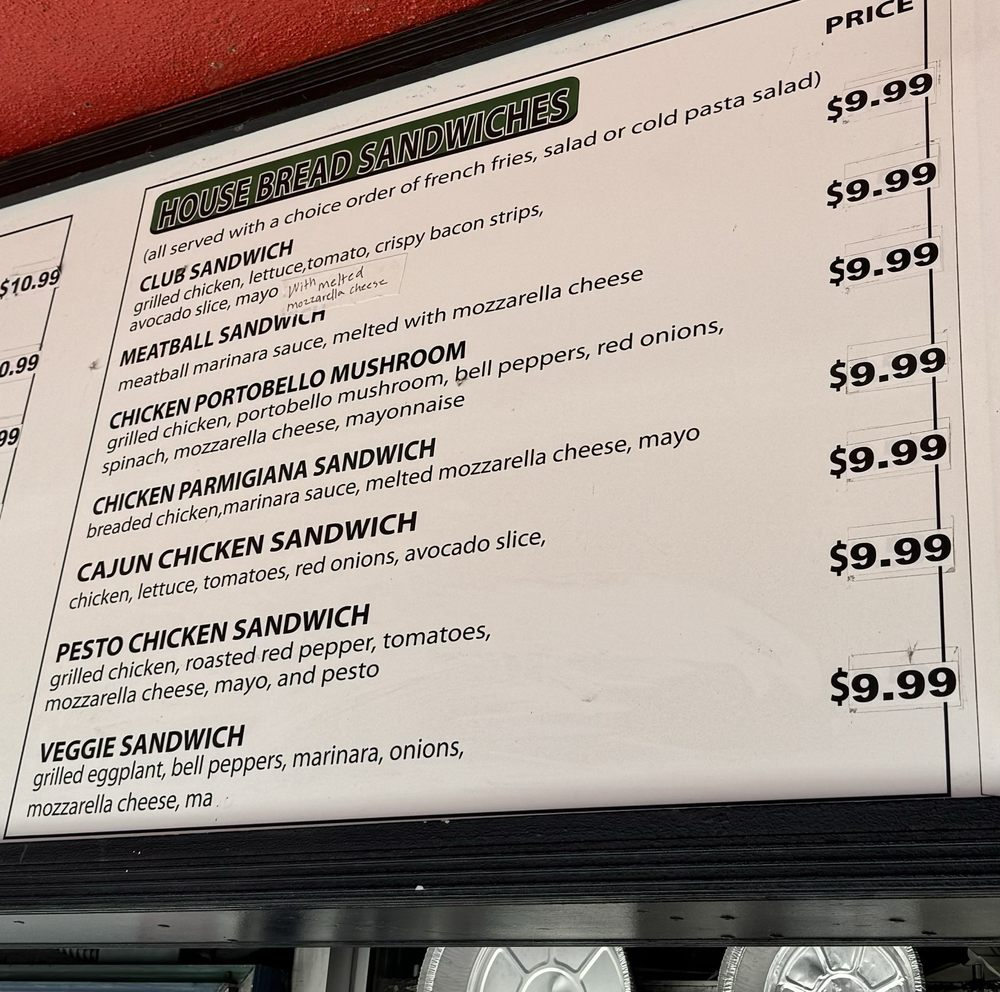 PRICE
HOUSE BREAD SANDWICHES
(all served with a choice order of french fries, salad or cold pasta salad)
$9.99
CLUB SANDWICH
grilled chicken, lettuce,tomato, crispy bacon strips,
avocado slice, mayo With melted
mozzarella cheese
$9.99
MEATBALL SANDWICH
meatball marinara sauce, melted with mozzarella cheese
$9.99
CHICKEN PORTOBELLO MUSHROOM
grilled chicken, portobello mushroom, bell peppers, red onions,
spinach, mozzarella cheese, mayonnaise
$9.99
CHICKEN PARMIGIANA SANDWICH
breaded chicken,marinara sauce, melted mozzarella cheese, mayo
$9.99
CAJUN CHICKEN SANDWICH
chicken, lettuce, tomatoes, red onions, avocado slice,
$9.99
PESTO CHICKEN SANDWICH
grilled chicken, roasted red pepper, tomatoes,
mozzarella cheese, mayo, and pesto
$9.99
VEGGIE SANDWICH
grilled eggplant, bell peppers, marinara, onions,
mozzarella cheese, ma
$10.99
0.99
99